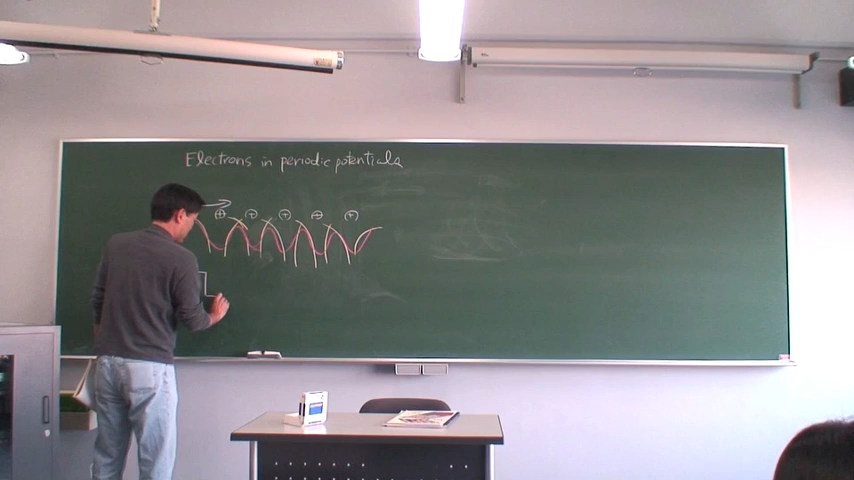 Electrons in periodic potentials
+ + + + +